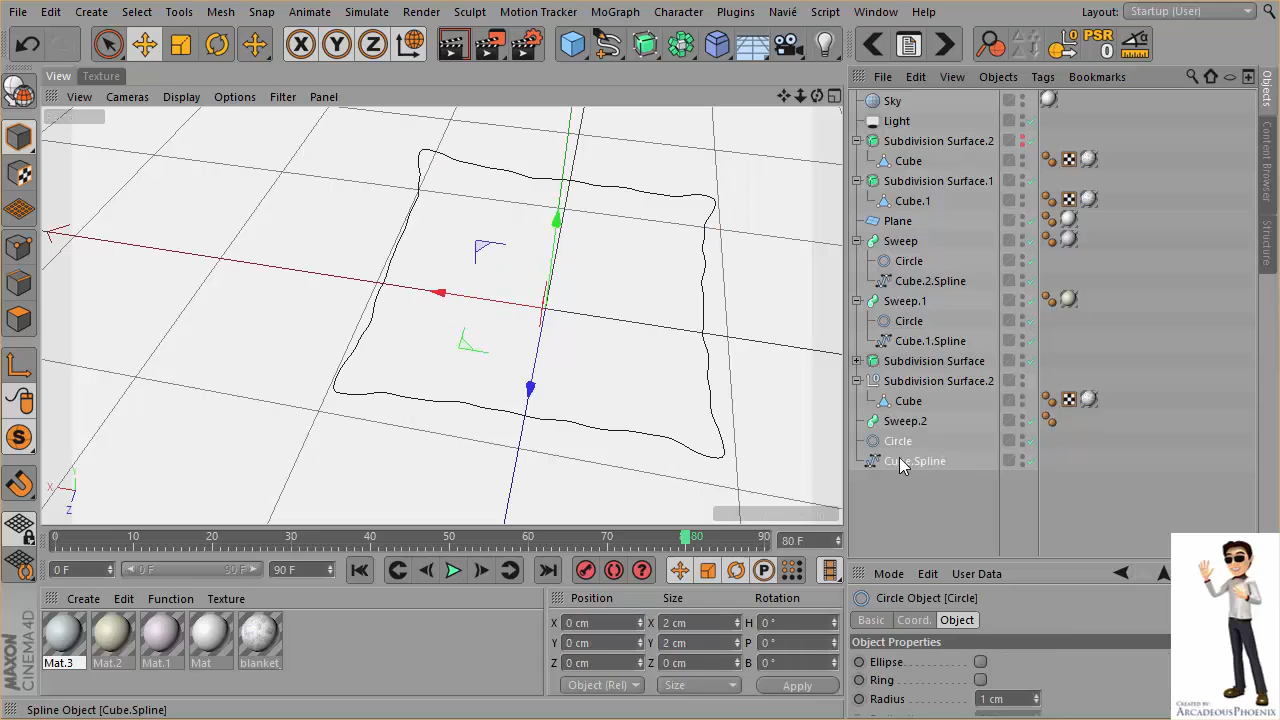 File Edit Create Select Tools Mesh Snap Animate Simulate Render Sculpt Motion Tracker MoGraph Character Plugins Navié Script Window Help Layout: Startup (User)
X Y Z PSR 0
View Texture
View Cameras Display Options Filter Panel
File Edit View Objects Tags Bookmarks
Objects
Content Browser
Structure
Sky
Light
Subdivision Surface.2
Cube
Subdivision Surface.1
Cube.1
Plane
Sweep
Circle
Cube.2.Spline
Sweep.1
Circle
Cube.1.Spline
Subdivision Surface
Subdivision Surface.2
Cube
Sweep.2
Circle
Cube.Spline
Y
X
Z
0 10 20 30 40 50 60 70 80 90 80 F
0 F 0 F 90 F 90 F
Create Edit Function Texture
Mat.3 Mat.2 Mat.1 Mat blanket
Position Size Rotation
X 0 cm X 2 cm H 0 °
Y 0 cm Y 2 cm P 0 °
Z 0 cm Z 0 cm B 0 °
Object (Rel) Size Apply
Mode Edit User Data
Circle Object [Circle]
Basic Coord. Object
Object Properties
Ellipse
Ring
Radius 1 cm
MAXON
CINEMA 4D
Spline Object [Cube.Spline]
CREATED BY:
ARCADEOUSPHOENIX